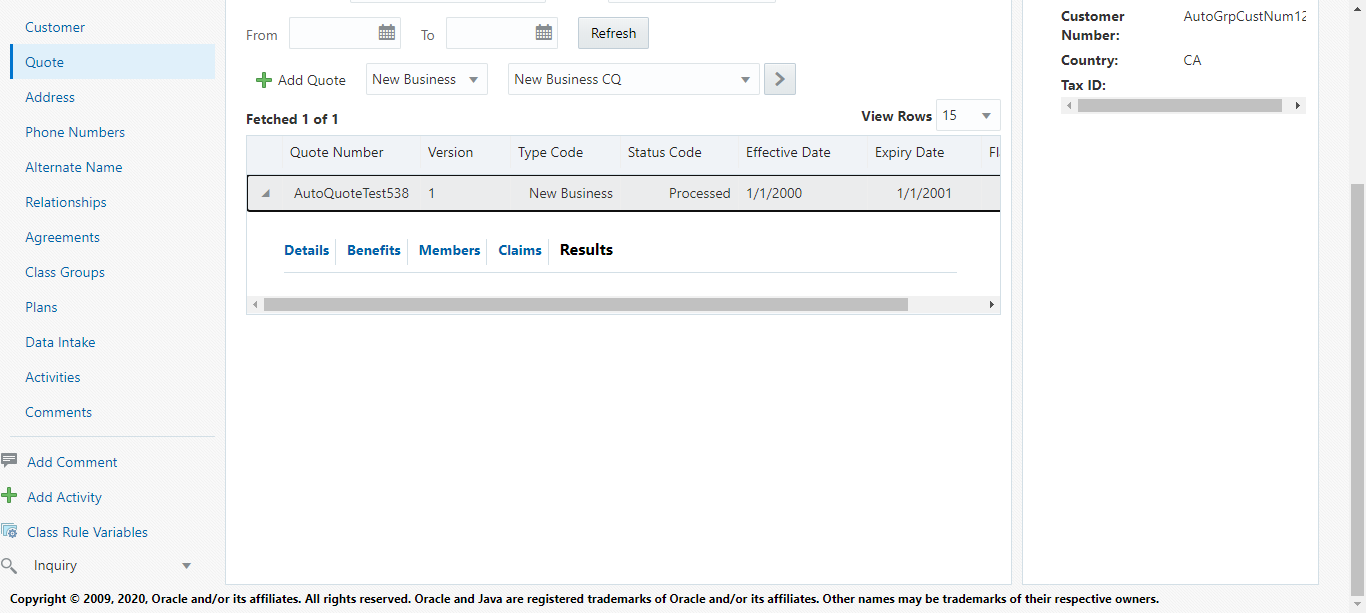 Customer
Quote
Address
Phone Numbers
Alternate Name
Relationships
Agreements
Class Groups
Plans
Data Intake
Activities
Comments
Add Comment
Add Activity
Class Rule Variables
Inquiry
From To Refresh
Add Quote New Business New Business CQ
Fetched 1 of 1 View Rows 15
Quote Number Version Type Code Status Code Effective Date Expiry Date
AutoQuoteTest538 1 New Business Processed 1/1/2000 1/1/2001
Details Benefits Members Claims Results
Customer Number: AutoGrpCustNum12
Country: CA
Tax ID:
Copyright © 2009, 2020, Oracle and/or its affiliates. All rights reserved. Oracle and Java are registered trademarks of Oracle and/or its affiliates. Other names may be trademarks of their respective owners.